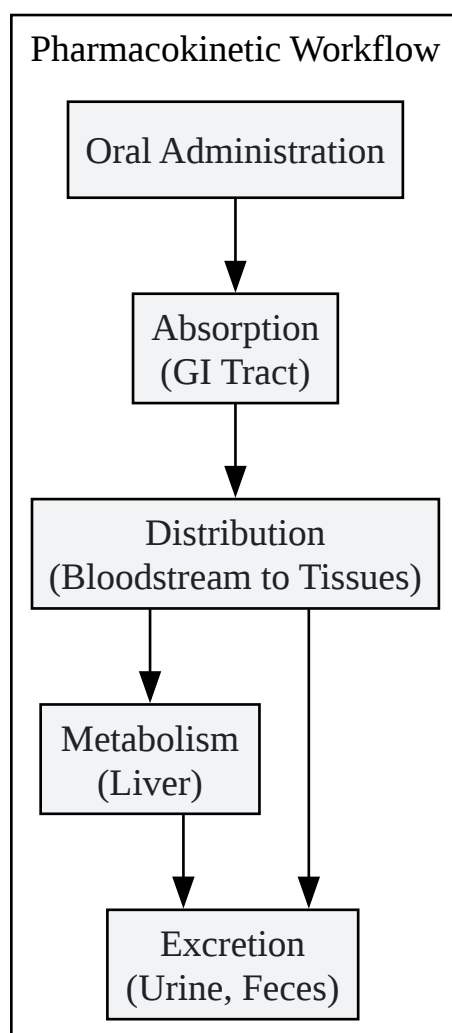 Pharmacokinetic Workflow
Oral Administration
Absorption
(GI Tract)
Distribution
(Bloodstream to Tissues)
Metabolism
(Liver)
Excretion
(Urine, Feces)